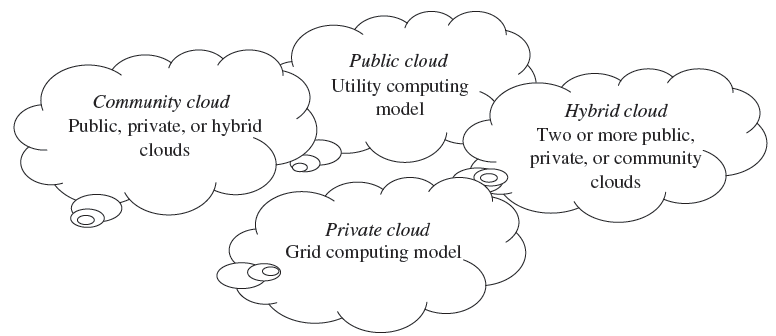 Public cloud
Utility computing
model
Community cloud
Public, private, or hybrid
clouds
Hybrid cloud
Two or more public,
private, or community
clouds
Private cloud
Grid computing model